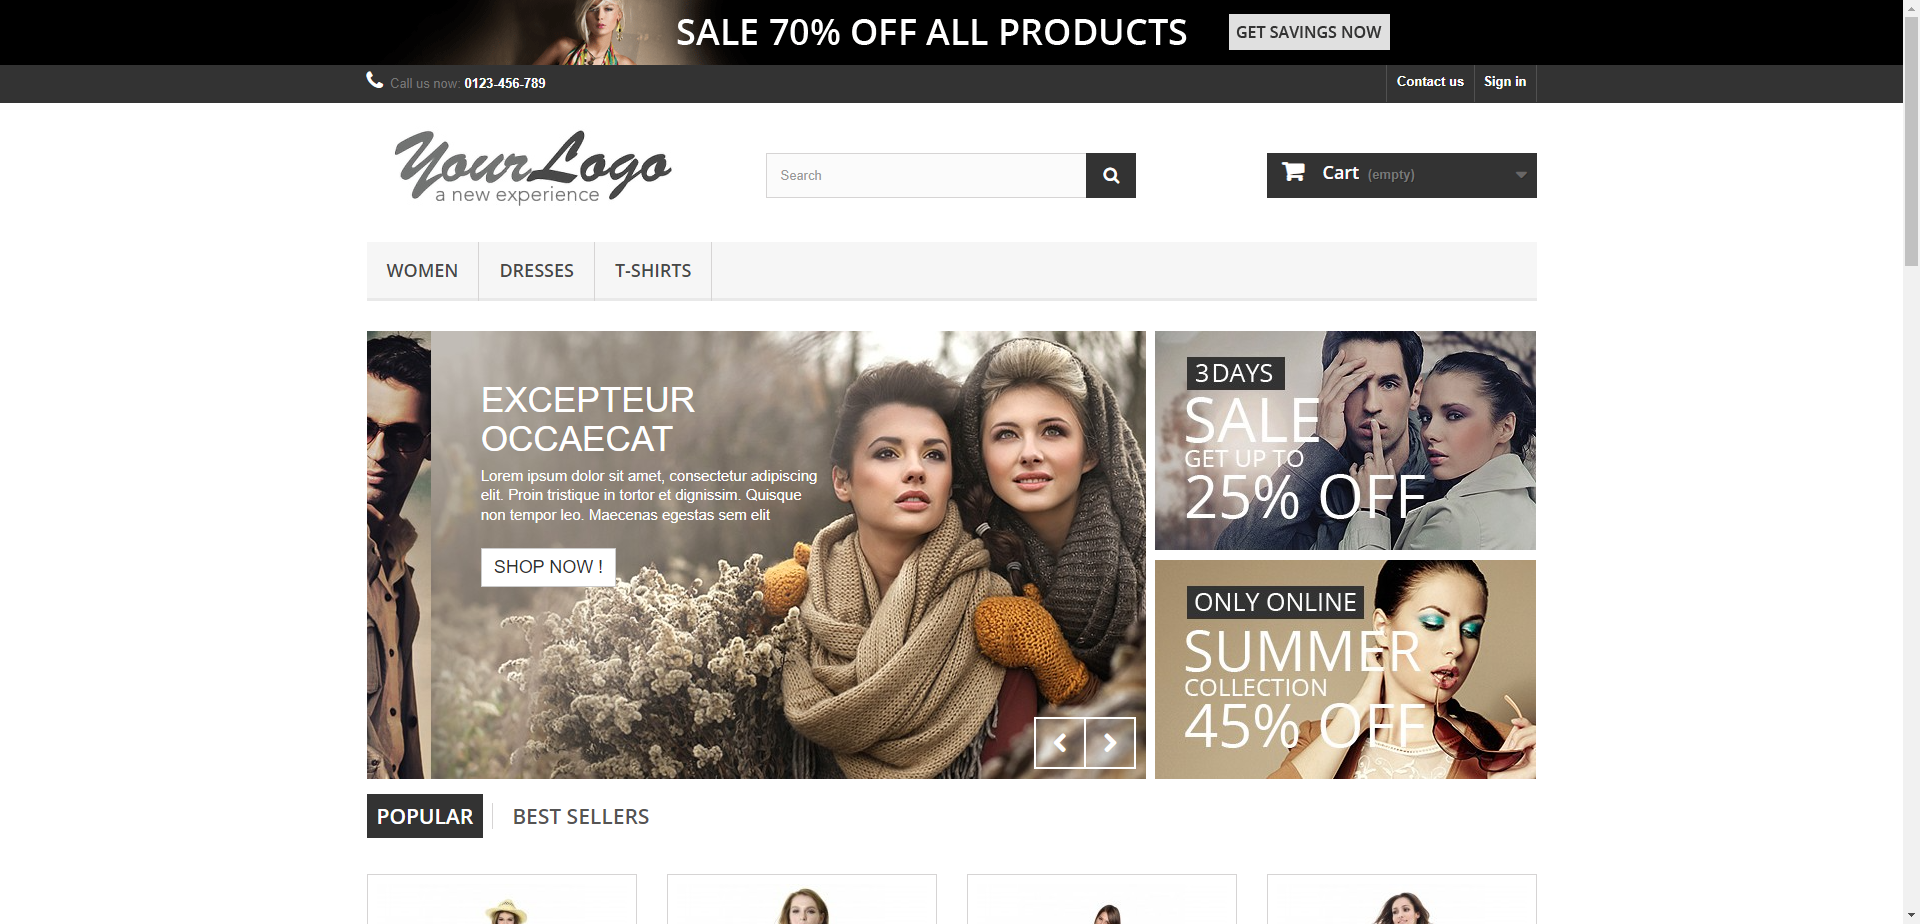 SALE 70% OFF ALL PRODUCTS
GET SAVINGS NOW
Call us now: 0123-456-789
Contact us
Sign in
YourLogo
a new experience
Search
Cart (empty)
WOMEN
DRESSES
T-SHIRTS
EXCEPTEUR
OCCAECAT
Lorem ipsum dolor sit amet, consectetur adipiscing
elit. Proin tristique in tortor et dignissim. Quisque
non tempor leo. Maecenas egestas sem elit
SHOP NOW !
3 DAYS
SALE
GET UP TO
25% OFF
ONLY ONLINE
SUMMER
COLLECTION
45% OFF
POPULAR
BEST SELLERS